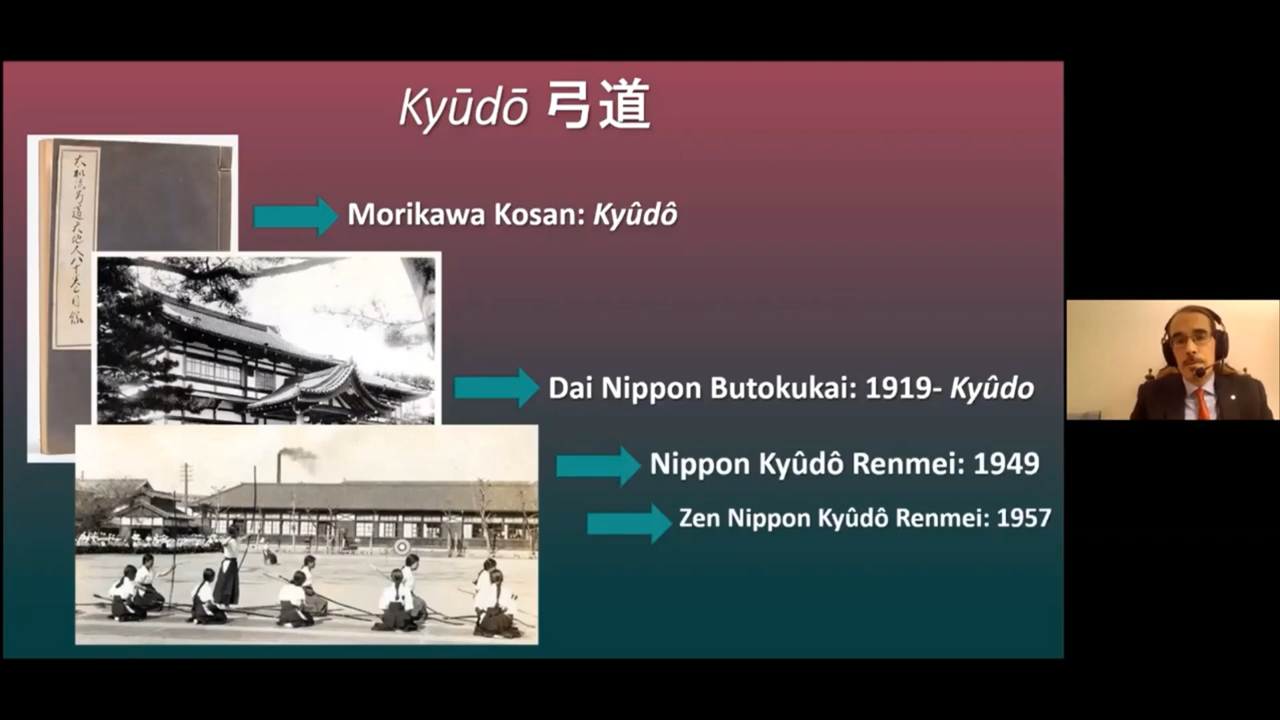 Kyūdō 弓道
Morikawa Kosan: Kyûdô
Dai Nippon Butokukai: 1919- Kyûdo
Nippon Kyûdô Renmei: 1949
Zen Nippon Kyûdô Renmei: 1957